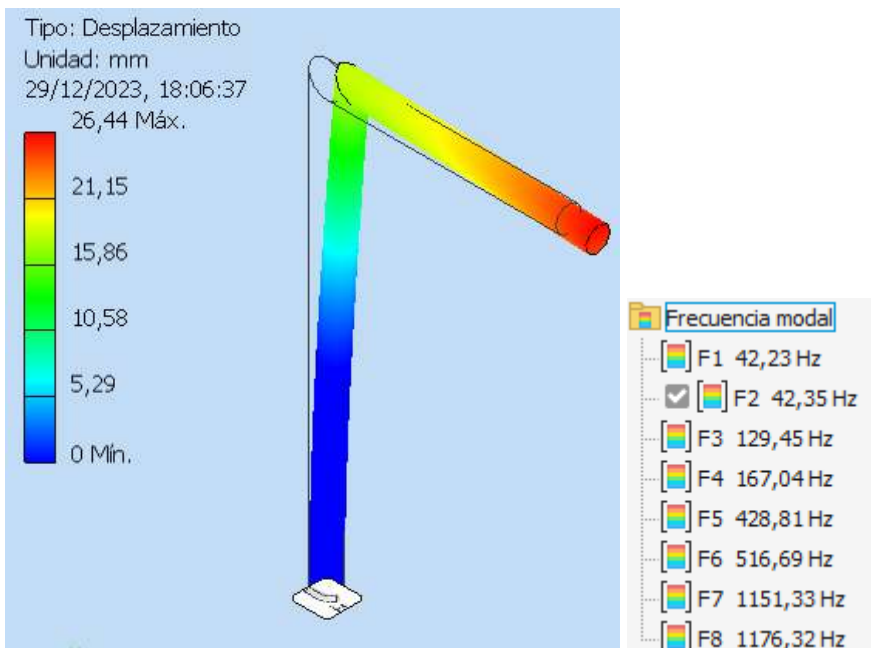 Tipo: Desplazamiento
Unidad: mm
29/12/2023, 18:06:37
26,44 Máx.
21,15
15,86
10,58
5,29
0 Mín.
Frecuencia modal
F1 42,23 Hz
F2 42,35 Hz
F3 129,45 Hz
F4 167,04 Hz
F5 428,81 Hz
F6 516,69 Hz
F7 1151,33 Hz
F8 1176,32 Hz